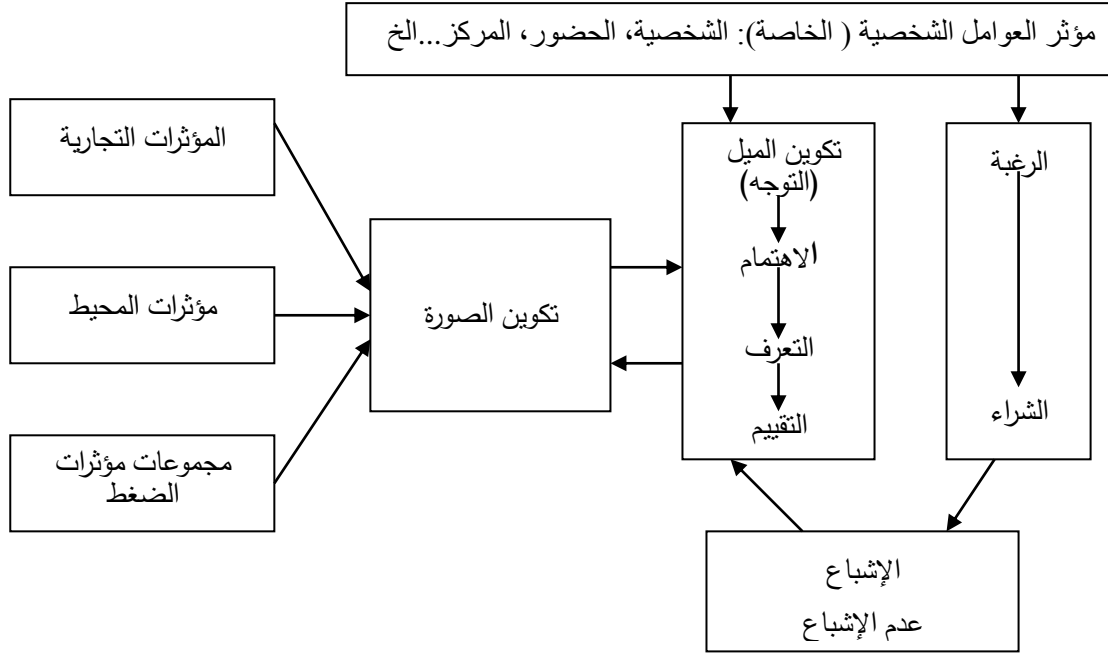 مؤثر العوامل الشخصية ( الخاصة): الشخصية، الحضور، المركز...الخ
الرغبة
الشراء
تكوين الميل
(التوجه)
الاهتمام
التعرف
التقييم
تكوين الصورة
المؤثرات التجارية
مؤثرات المحيط
مجموعات مؤثرات
الضغط
الإشباع
عدم الإشباع